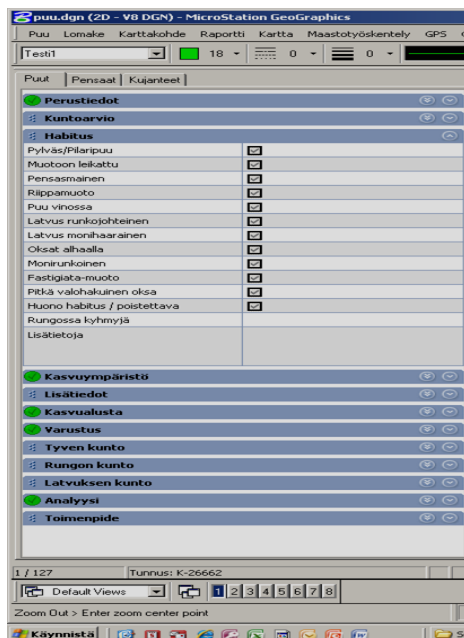 puu.dgn (2D - V8 DGN) - MicroStation GeoGraphics
Puu Lomake Karttakohde Raportti Kartta Maastotyöskentely GPS
Testi1 18 0 0
Puut Pensaat Kujanteet
Perustiedot
Kuntoarvio
Habitus
Pylväs/Pilaripuu
Muotoon leikattu
Pensasmainen
Riippamuoto
Puu vinossa
Latvus runkojohteinen
Latvus monihaarainen
Oksat alhaalla
Monirunkoinen
Fastigiata-muoto
Pitkä valohakuinen oksa
Huono habitus / poistettava
Rungossa kyhmyjä
Lisätietoja
Kasvuympäristö
Lisätiedot
Kasvualusta
Varustus
Tyven kunto
Rungon kunto
Latvuksen kunto
Analyysi
Toimenpide
1 / 127 Tunnus: K-26662
Default Views 1 2 3 4 5 6 7 8
Zoom Out > Enter zoom center point
Käynnistä